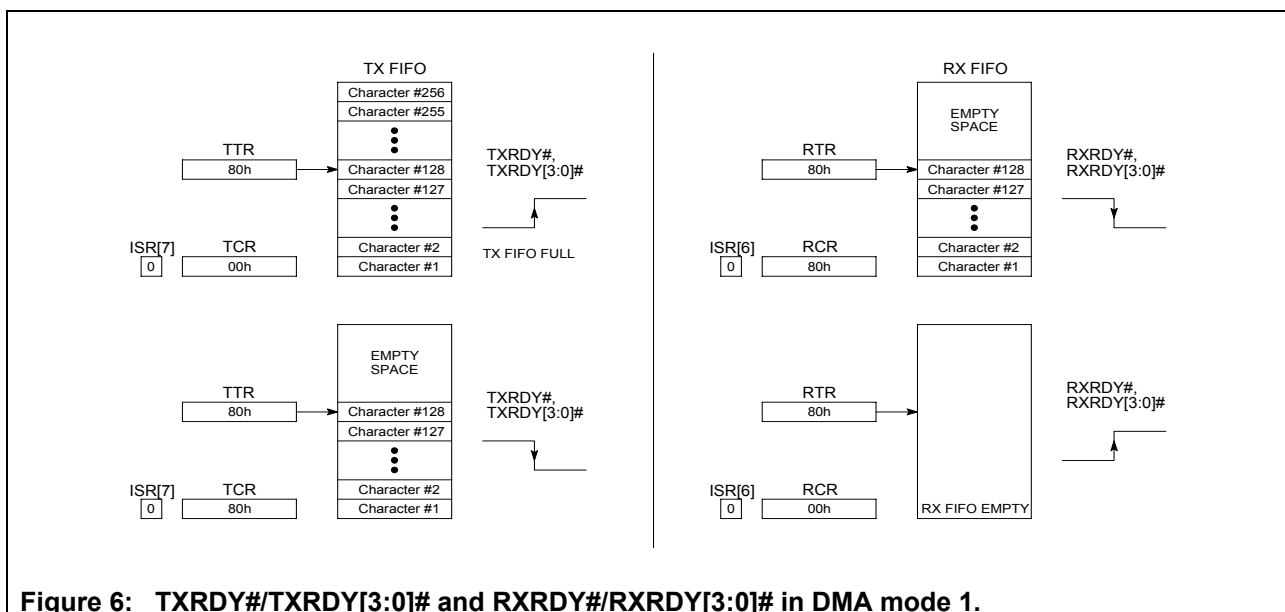 TX FIFO
Character #256
Character #255
TTR
80h
Character #128
Character #127
TXRDY#,
TXRDY[3:0]#
ISR[7]
0
TCR
00h
Character #2
Character #1
TX FIFO FULL
EMPTY
SPACE
TTR
80h
Character #128
Character #127
TXRDY#,
TXRDY[3:0]#
ISR[7]
0
TCR
80h
Character #2
Character #1
RX FIFO
EMPTY
SPACE
RTR
80h
Character #128
Character #127
RXRDY#,
RXRDY[3:0]#
ISR[6]
0
RCR
80h
Character #2
Character #1
RTR
80h
RXRDY#,
RXRDY[3:0]#
ISR[6]
0
RCR
00h
RX FIFO EMPTY
Figure 6: TXRDY#/TXRDY[3:0]# and RXRDY#/RXRDY[3:0]# in DMA mode 1.